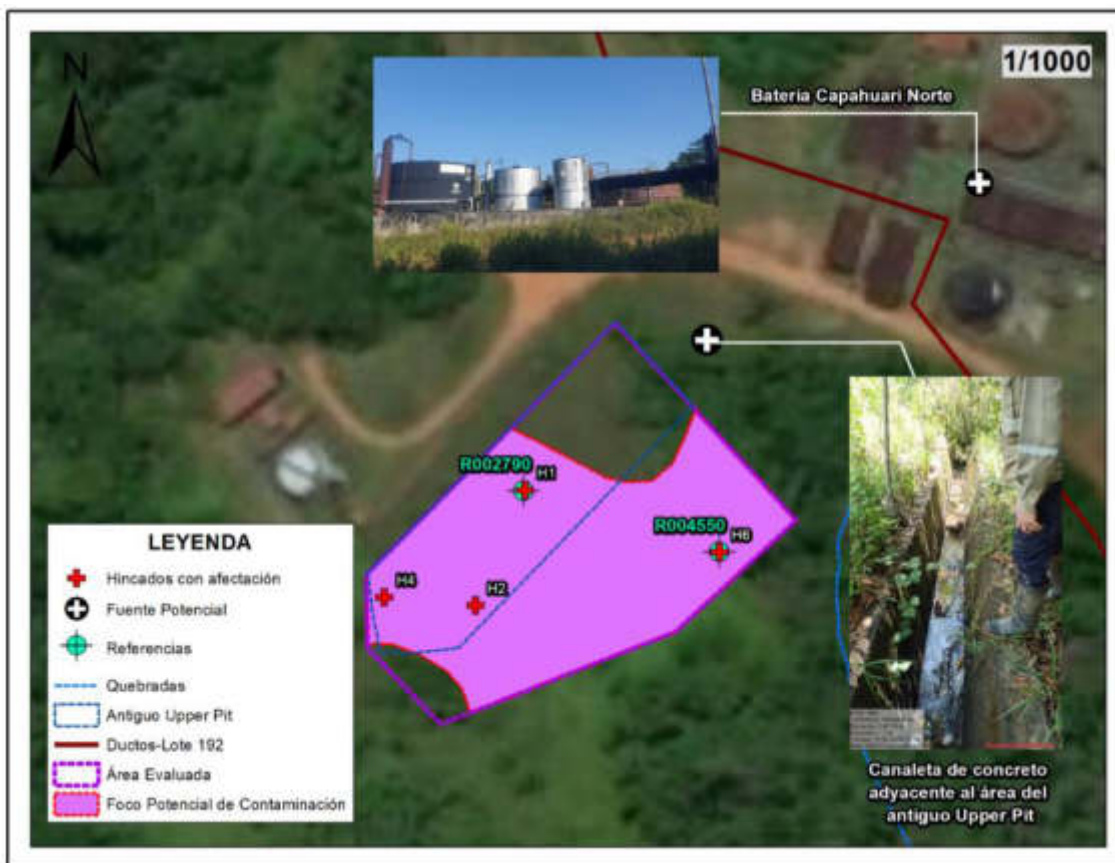 N
1/1000
Batería Capahuari Norte
R002790
H1
R004550
H6
H4
H2
LEYENDA
Hincados con afectación
Fuente Potencial
Referencias
Quebradas
Antiguo Upper Pit
Ductos-Lote 192
Área Evaluada
Foco Potencial de Contaminación
Canaleta de concreto
adyacente al área del
antiguo Upper Pit